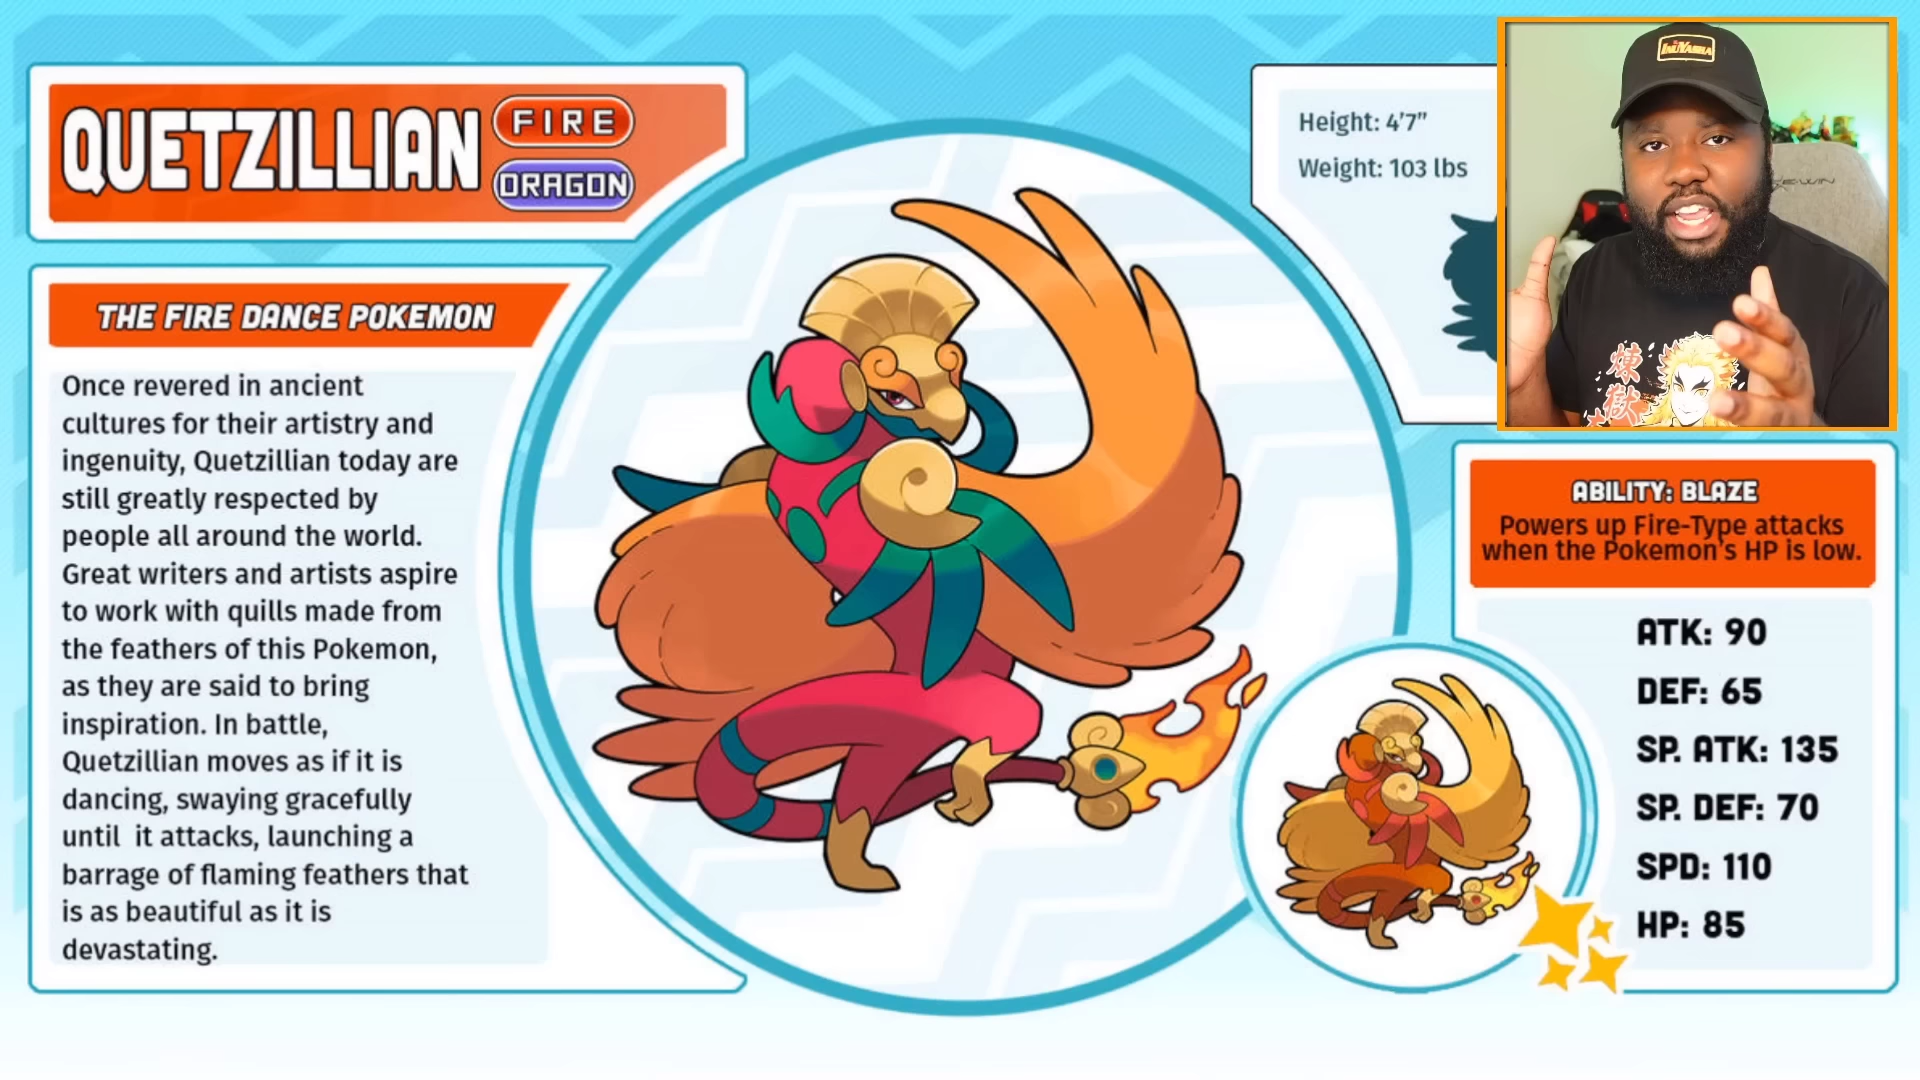 QUETZILLIAN
FIRE
DRAGON
THE FIRE DANCE POKEMON
Once revered in ancient
cultures for their artistry and
ingenuity, Quetzillian today are
still greatly respected by
people all around the world.
Great writers and artists aspire
to work with quills made from
the feathers of this Pokemon,
as they are said to bring
inspiration. In battle,
Quetzillian moves as if it is
dancing, swaying gracefully
until it attacks, launching a
barrage of flaming feathers that
is as beautiful as it is
devastating.
Height: 4'7"
Weight: 103 lbs
INUYASHA
煉
獄
ABILITY: BLAZE
Powers up Fire-Type attacks
when the Pokemon's HP is low.
ATK: 90
DEF: 65
SP. ATK: 135
SP. DEF: 70
SPD: 110
HP: 85